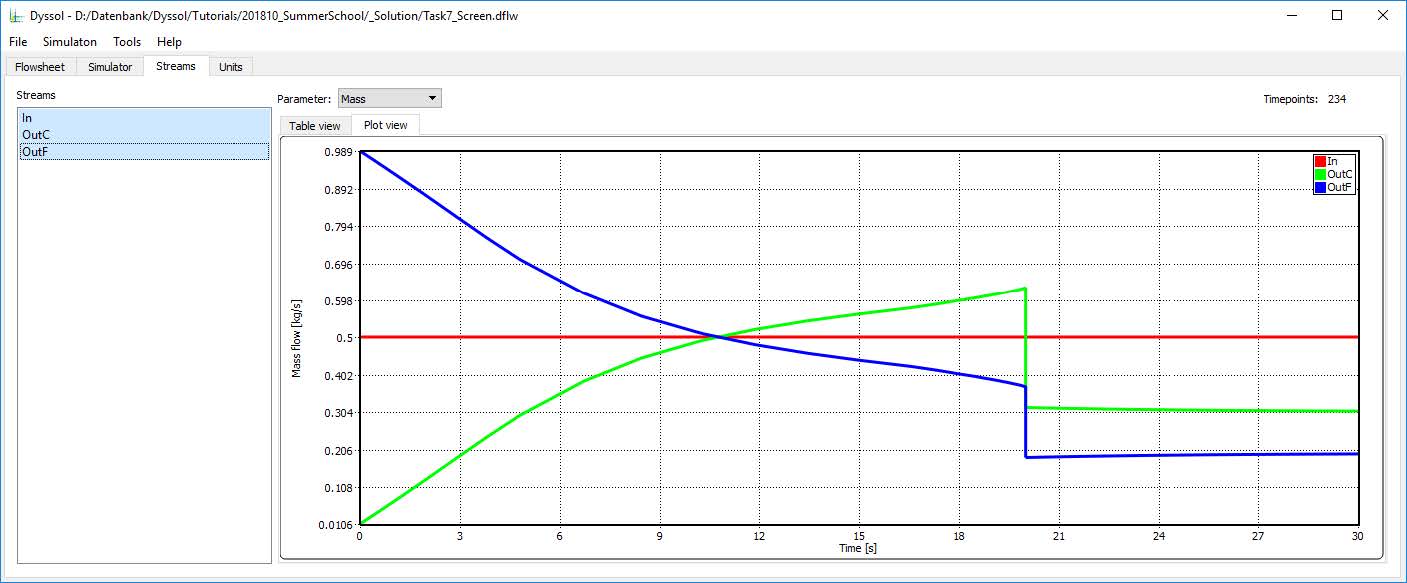 Dyssol - D:/Datenbank/Dyssol/Tutorials/201810_SummerSchool/_Solution/Task7_Screen.dflw
File Simulaton Tools Help
Flowsheet Simulator Streams Units
Streams
In
OutC
OutF
Parameter: Mass
Timepoints: 234
Table view Plot view
Mass flow [kg/s]
0.989
0.892
0.794
0.696
0.598
0.5
0.402
0.304
0.206
0.108
0.0106
In
OutC
OutF
0 3 6 9 12 15 18 21 24 27 30
Time [s]